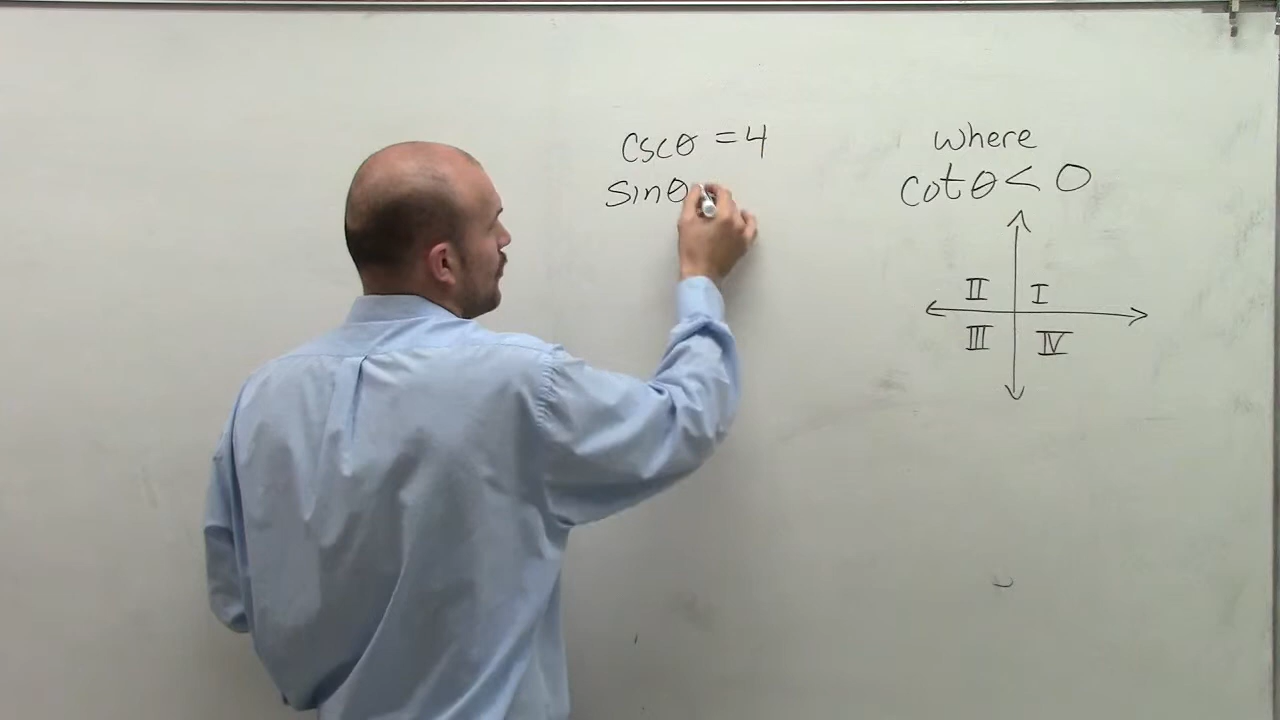 cscθ = 4
sinθ
where
cotθ < 0
II I
III IV